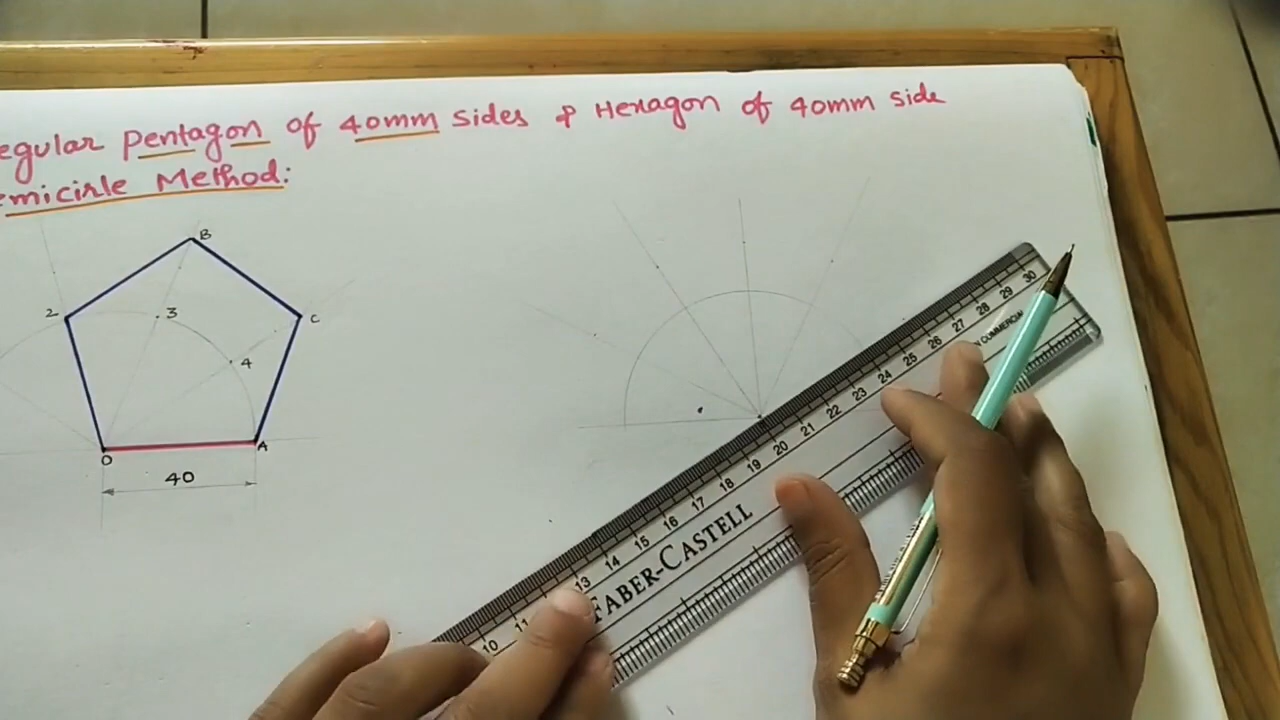 egular pentagon of 40mm sides & Hexagon of 40mm side
emicirle Method:
B
2 3 C
4
O A
40
10 11 13 14 15 16 17 18 19 20 21 22 23 24 25 26 27 28 29 30
FABER-CASTELL